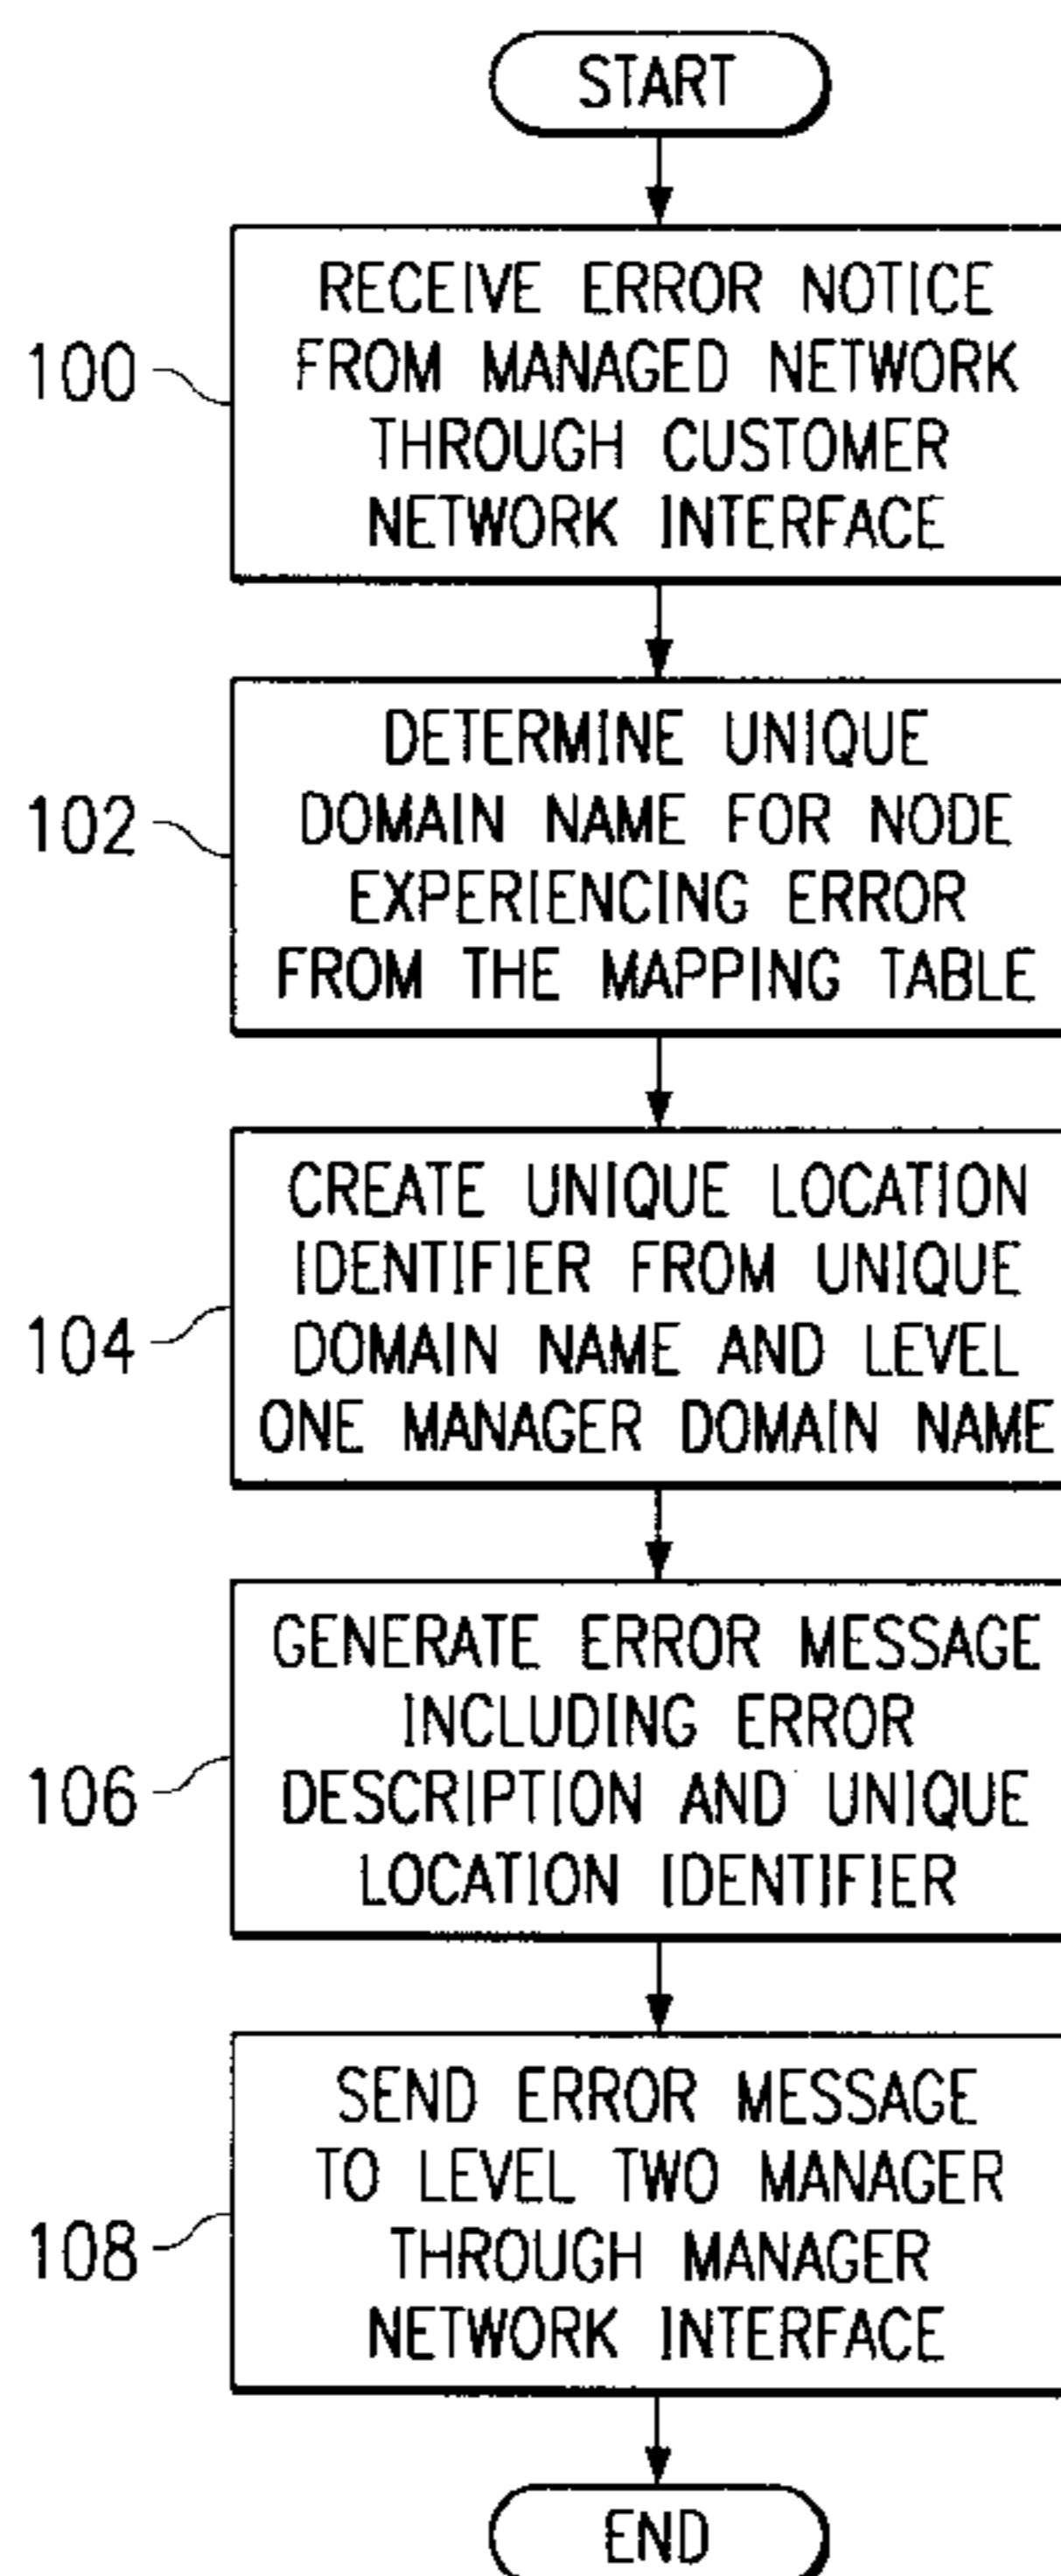 START
RECEIVE ERROR NOTICE
FROM MANAGED NETWORK
THROUGH CUSTOMER
NETWORK INTERFACE
100
DETERMINE UNIQUE
DOMAIN NAME FOR NODE
EXPERIENCING ERROR
FROM THE MAPPING TABLE
102
CREATE UNIQUE LOCATION
IDENTIFIER FROM UNIQUE
DOMAIN NAME AND LEVEL
ONE MANAGER DOMAIN NAME
104
GENERATE ERROR MESSAGE
INCLUDING ERROR
DESCRIPTION AND UNIQUE
LOCATION IDENTIFIER
106
SEND ERROR MESSAGE
TO LEVEL TWO MANAGER
THROUGH MANAGER
NETWORK INTERFACE
108
END